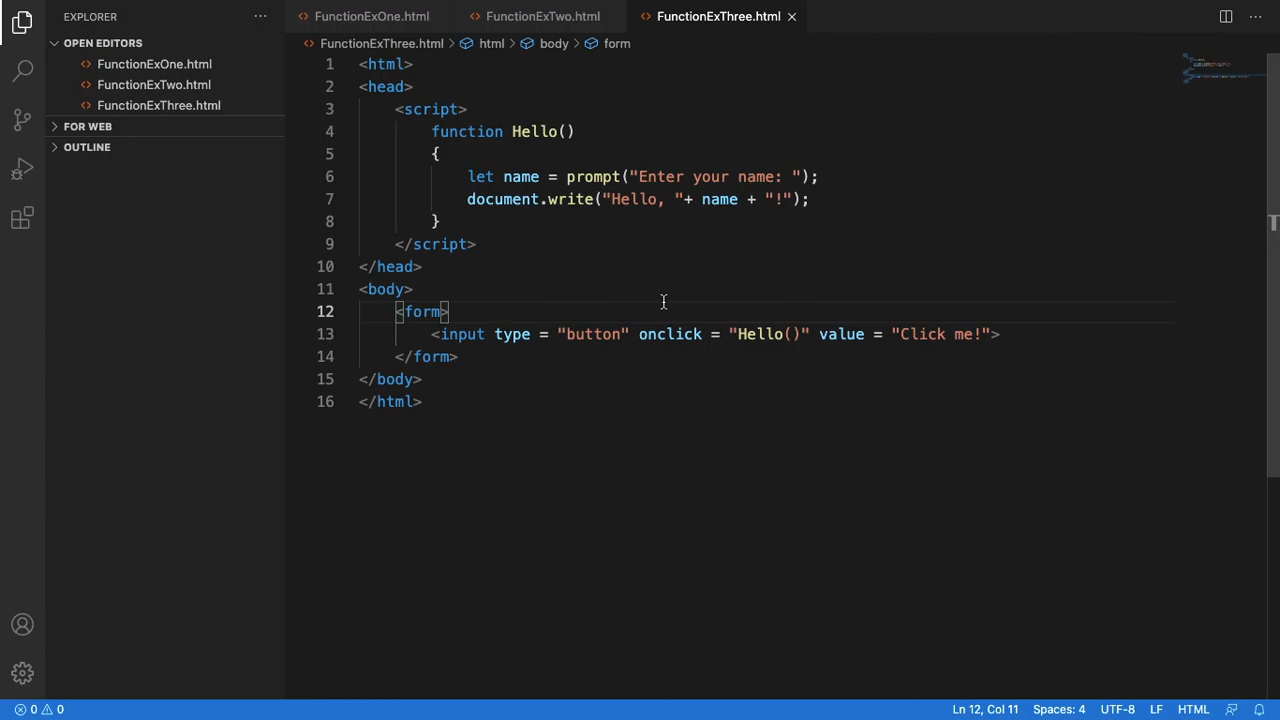 EXPLORER
FunctionExOne.html
FunctionExTwo.html
FunctionExThree.html
OPEN EDITORS
FunctionExOne.html
FunctionExTwo.html
FunctionExThree.html
FOR WEB
OUTLINE
FunctionExThree.html > html > body > form
1 <html>
2 <head>
3 <script>
4 function Hello()
5 {
6 let name = prompt("Enter your name: ");
7 document.write("Hello, "+ name + "!");
8 }
9 </script>
10 </head>
11 <body>
12 <form>
13 <input type = "button" onclick = "Hello()" value = "Click me!">
14 </form>
15 </body>
16 </html>
0 0 Ln 12, Col 11 Spaces: 4 UTF-8 LF HTML